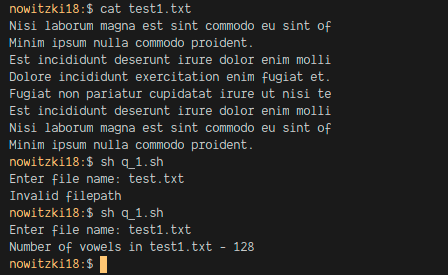 nowitzki18:$ cat test1.txt
Nisi laborum magna est sint commodo eu sint of
Minim ipsum nulla commodo proident.
Est incididunt deserunt irure dolor enim molli
Dolore incididunt exercitation enim fugiat et.
Fugiat non pariatur cupidatat irure ut nisi te
Est incididunt deserunt irure dolor enim molli
Nisi laborum magna est sint commodo eu sint of
Minim ipsum nulla commodo proident.
nowitzki18:$ sh q_1.sh
Enter file name: test.txt
Invalid filepath
nowitzki18:$ sh q_1.sh
Enter file name: test1.txt
Number of vowels in test1.txt - 128
nowitzki18:$